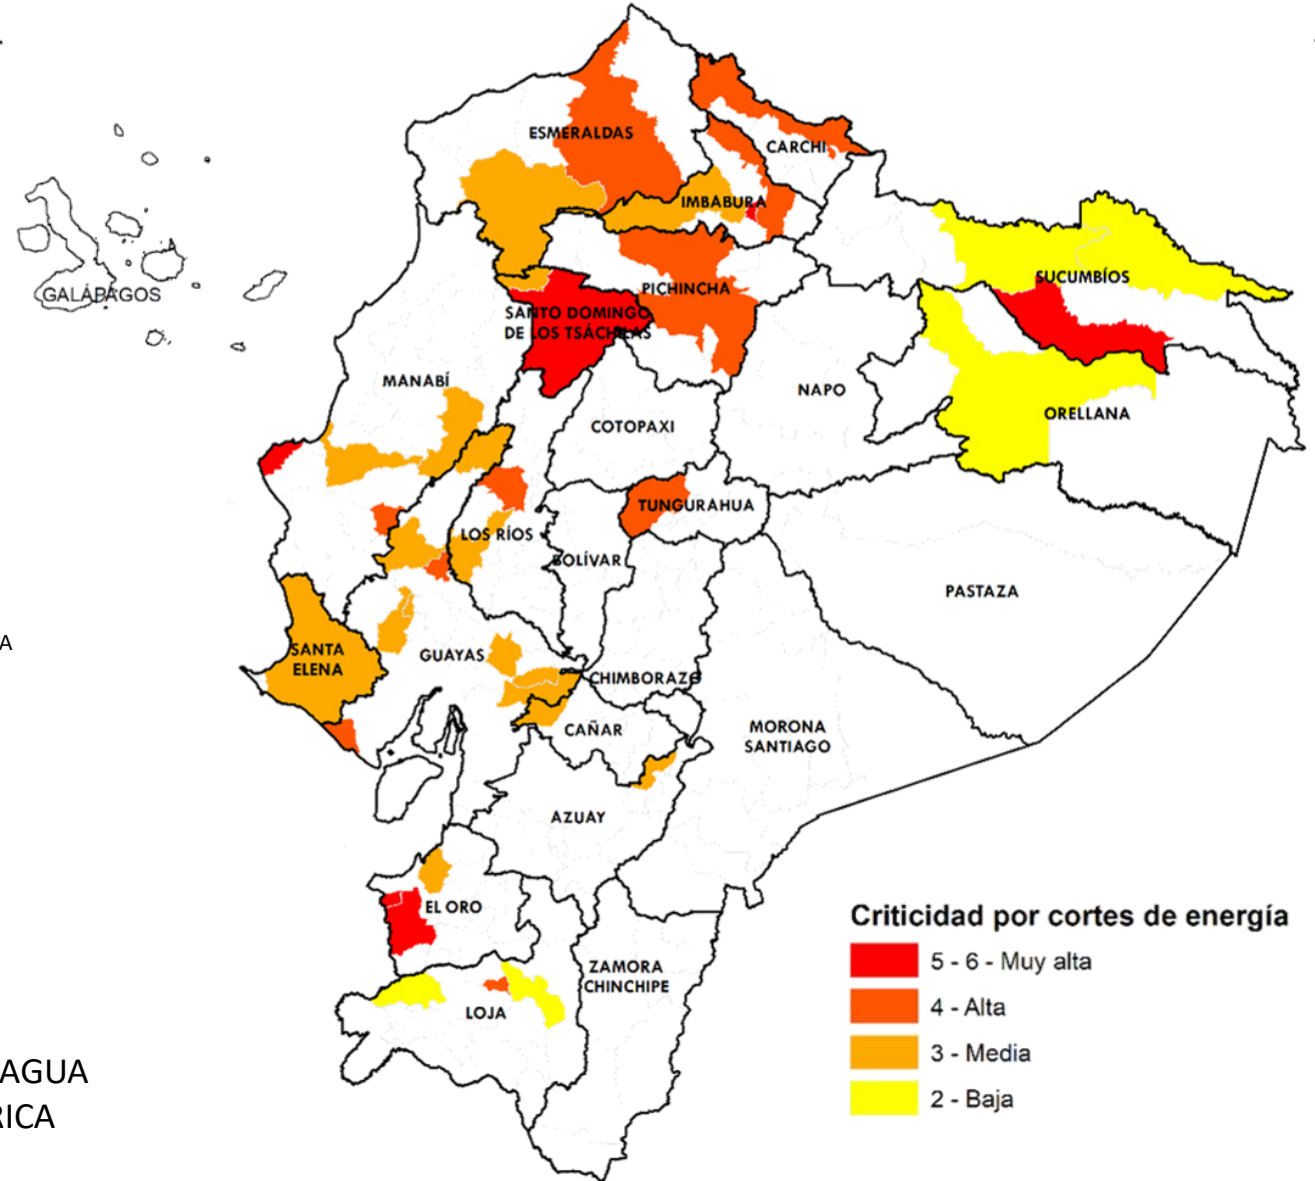 ESMERALDAS
CARCHI
IMBABURA
SUCUMBÍOS
PICHINCHA
GALÁPAGOS
SANTO DOMINGO
DE LOS TSÁCHILAS
MANABÍ
NAPO
ORELLANA
COTOPAXI
TUNGURAHUA
LOS RÍOS
BOLÍVAR
PASTAZA
A
SANTA
ELENA
GUAYAS
CHIMBORAZO
CAÑAR
MORONA
SANTIAGO
AZUAY
EL ORO
ZAMORA
CHINCHIPE
LOJA
Criticidad por cortes de energía
5 - 6 - Muy alta
4 - Alta
3 - Media
2 - Baja
AGUA
RICA